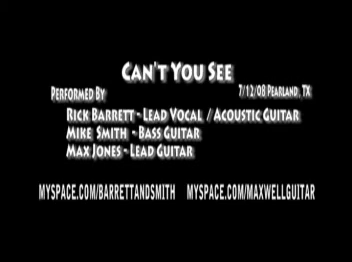 Can't You See
Performed By 7/12/08 Pearland, TX
Rick Barrett - Lead Vocal / Acoustic Guitar
Mike Smith - Bass Guitar
Max Jones - Lead Guitar
MYSPACE.COM/BARRETTANDSMITH MYSPACE.COM/MAXWELLGUITAR